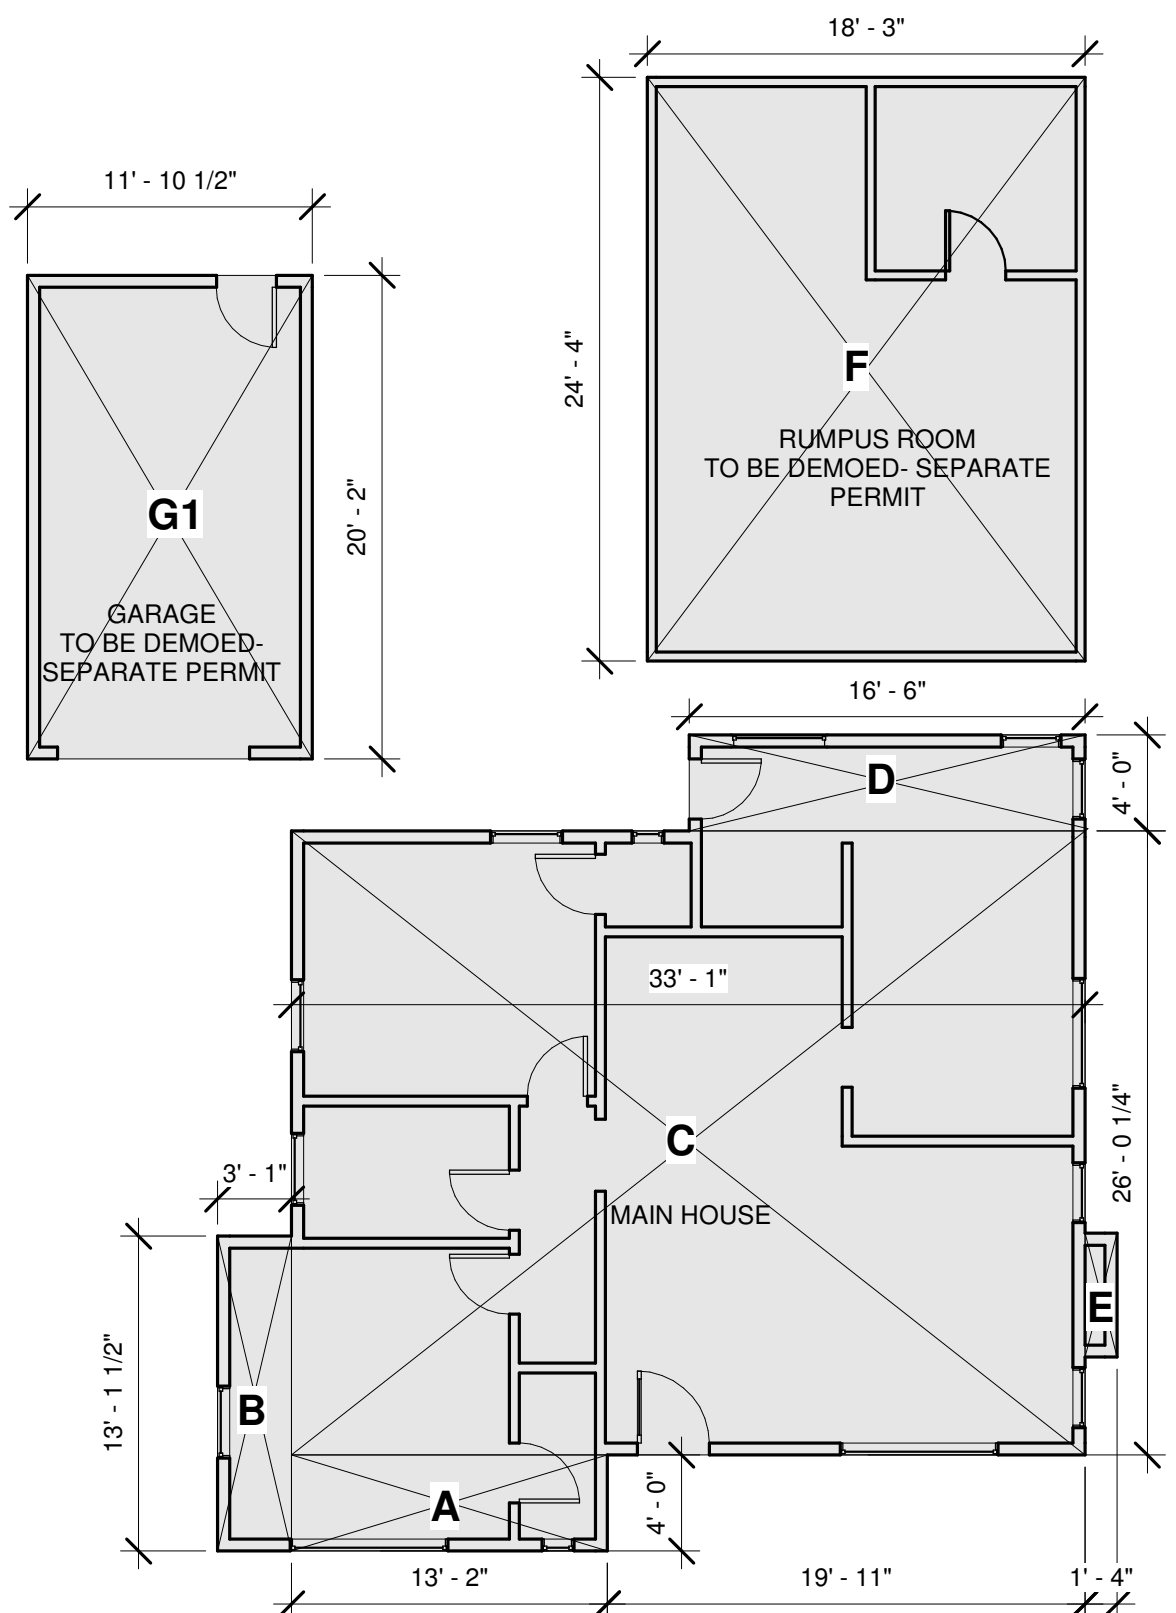 18' - 3"
11' - 10 1/2"
24' - 4"
F
RUMPUS ROOM
TO BE DEMOED- SEPARATE
PERMIT
G1
20' - 2"
GARAGE
TO BE DEMOED-
SEPARATE PERMIT
16' - 6"
D
4' - 0"
33' - 1"
C
26' - 0 1/4"
3' - 1"
MAIN HOUSE
E
13' - 1 1/2"
B
A
4' - 0"
13' - 2"
19' - 11"
1' - 4"